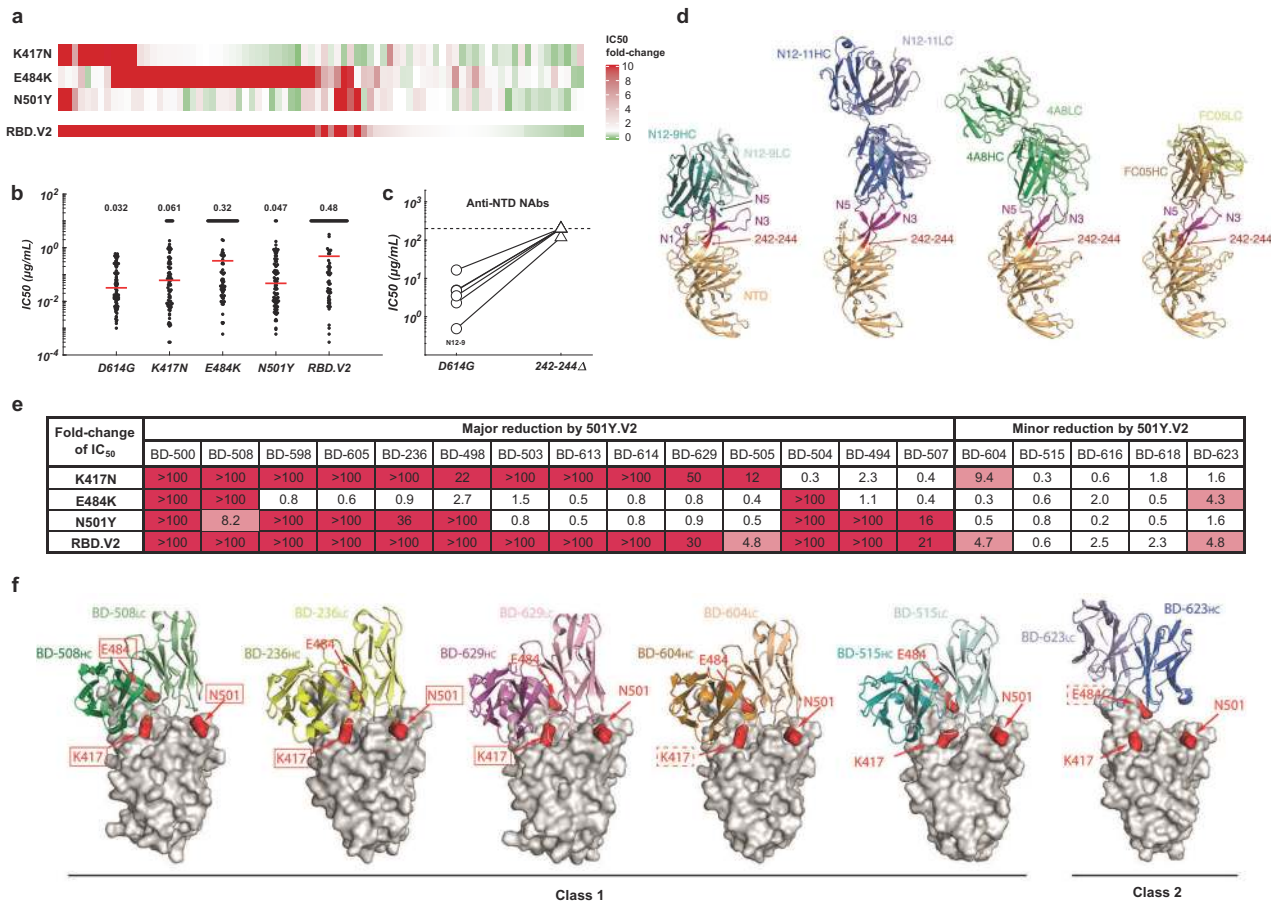 a
K417N
E484K
N501Y
RBD.V2
IC50
fold-change
10
8
6
4
2
0
b
IC50 (µg/mL)
10²
10⁰
10⁻²
10⁻⁴
0.032
0.061
0.32
0.047
0.48
D614G
K417N
E484K
N501Y
RBD.V2
c
Anti-NTD NAbs
IC50 (µg/mL)
10³
10²
10¹
10⁰
N12-9
D614G
242-244Δ
d
N12-9HC
N12-9LC
N5
N3
N1
242-244
NTD
N12-11HC
N12-11LC
N5
N3
242-244
4A8LC
4A8HC
N5
N3
242-244
FC05LC
FC05HC
N5
N3
242-244
e
Fold-change of IC₅₀ Major reduction by 501Y.V2 Minor reduction by 501Y.V2
BD-500 BD-508 BD-598 BD-605 BD-236 BD-498 BD-503 BD-613 BD-614 BD-629 BD-505 BD-504 BD-494 BD-507 BD-604 BD-515 BD-616 BD-618 BD-623
K417N >100 >100 >100 >100 >100 22 >100 >100 >100 50 12 0.3 2.3 0.4 9.4 0.3 0.6 1.8 1.6
E484K >100 >100 0.8 0.6 0.9 2.7 1.5 0.5 0.8 0.8 0.4 >100 1.1 0.4 0.3 0.6 2.0 0.5 4.3
N501Y >100 8.2 >100 >100 36 >100 0.8 0.5 0.8 0.9 0.5 >100 >100 16 0.5 0.8 0.2 0.5 1.6
RBD.V2 >100 >100 >100 >100 >100 >100 >100 >100 >100 30 4.8 >100 >100 21 4.7 0.6 2.5 2.3 4.8
f
BD-508LC
BD-508HC
E484
N501
K417
BD-236LC
BD-236HC
E484
N501
K417
BD-629LC
BD-629HC
E484
N501
K417
BD-604LC
BD-604HC
E484
N501
K417
BD-515LC
BD-515HC
E484
N501
K417
BD-623HC
BD-623LC
E484
N501
K417
Class 1
Class 2